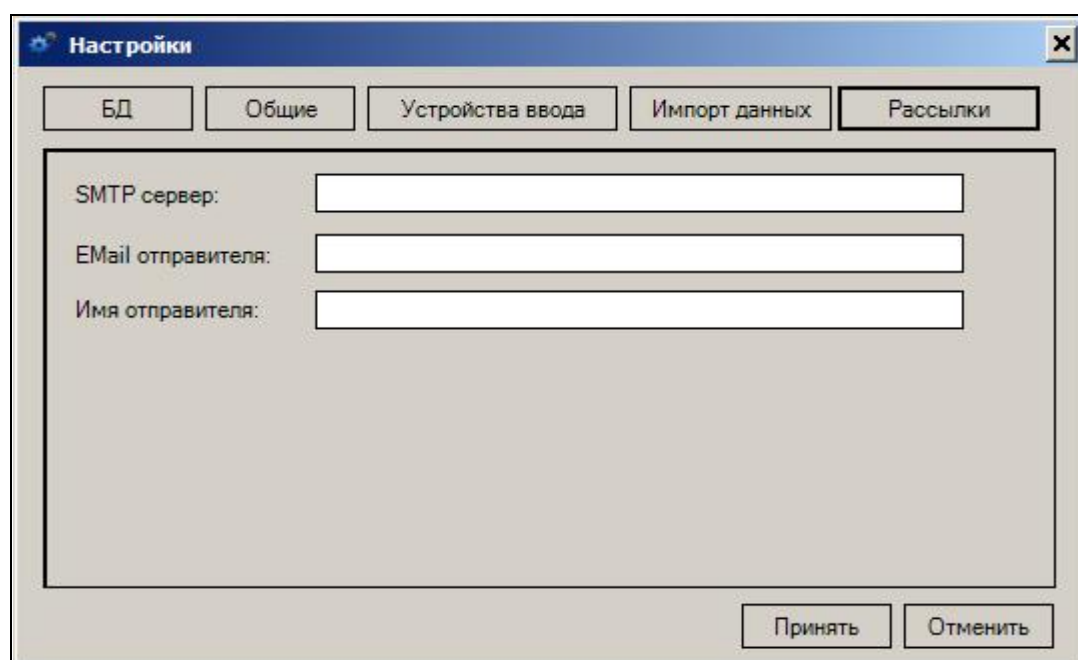 Настройки
БД Общие Устройства ввода Импорт данных Рассылки
SMTP сервер:
EMail отправителя:
Имя отправителя:
Принять Отменить